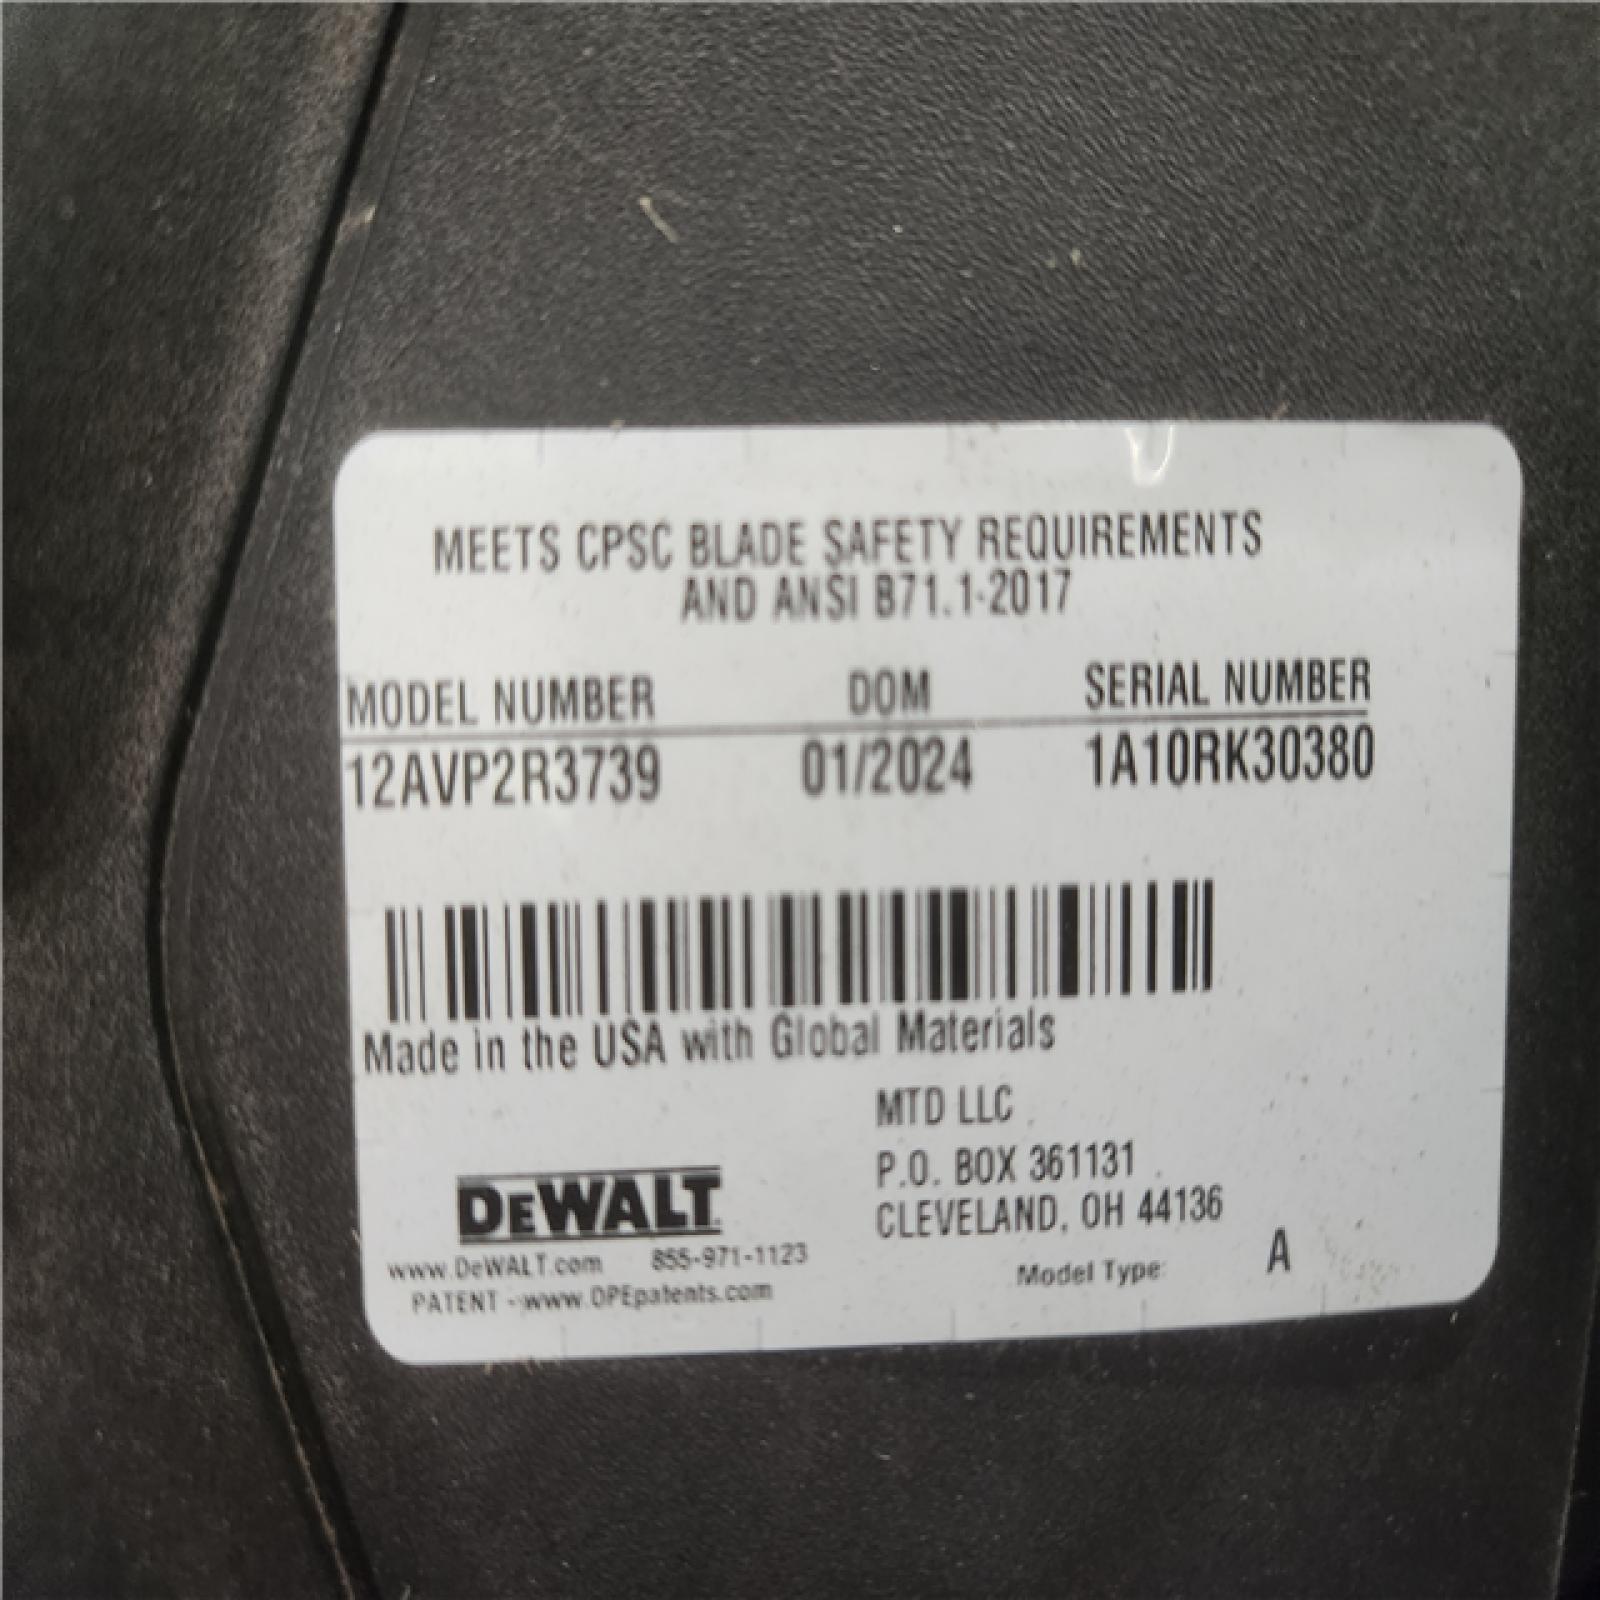 MEETS CPSC BLADE SAFETY REQUIREMENTS
AND ANSI B71.1-2017
MODEL NUMBER DOM SERIAL NUMBER
12AVP2R3739 01/2024 1A10RK30380
Made in the USA with Global Materials
MTD LLC
P.O. BOX 361131
CLEVELAND, OH 44136
DEWALT
www.DeWALT.com 855-971-1123
PATENT - www.OPEpatents.com
Model Type: A